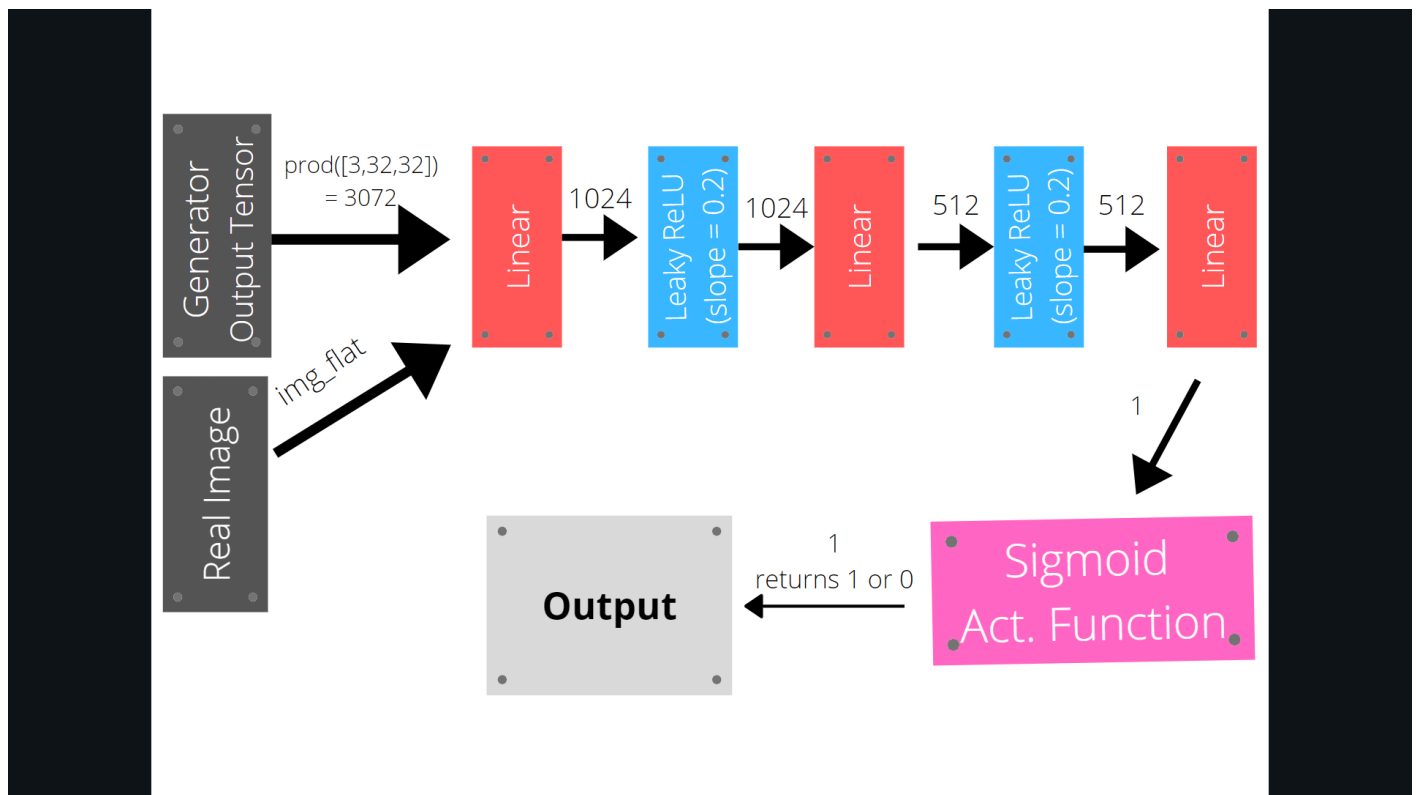 Generator
Output Tensor
prod([3,32,32])
= 3072
Linear
1024
Leaky ReLU
(slope = 0.2)
1024
Linear
512
Leaky ReLU
(slope = 0.2)
512
Linear
img_flat
Real Image
1
Sigmoid
Act. Function
1
returns 1 or 0
Output